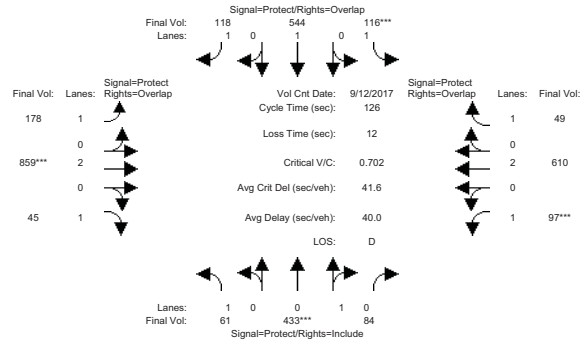 Signal=Protect/Rights=Overlap
Final Vol: 118 544 116***
Lanes: 1 0 1 0 1
Signal=Protect
Final Vol: Lanes: Rights=Overlap
Vol Cnt Date: 9/12/2017
Signal=Protect
Rights=Overlap Lanes: Final Vol:
Cycle Time (sec): 126
178 1
1 49
Loss Time (sec): 12
0
0
859*** 2
Critical V/C: 0.702
2 610
0
Avg Crit Del (sec/veh): 41.6
0
45 1
Avg Delay (sec/veh): 40.0
1 97***
LOS: D
Lanes: 1 0 0 1 0
Final Vol: 61 433*** 84
Signal=Protect/Rights=Include